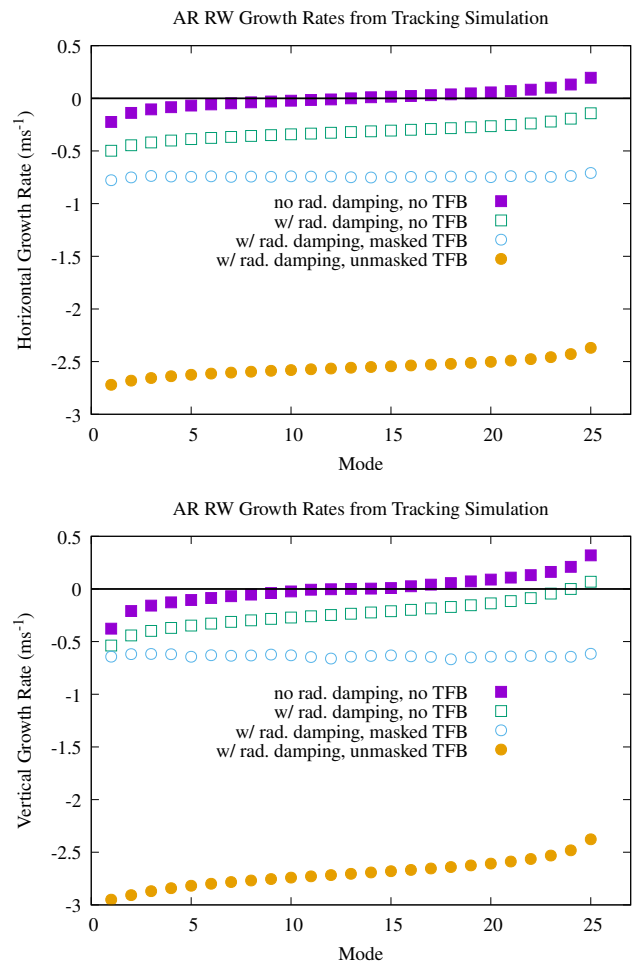 AR RW Growth Rates from Tracking Simulation
0.5
0
-0.5
-1
-1.5
-2
-2.5
-3
Horizontal Growth Rate (ms⁻¹)
no rad. damping, no TFB
w/ rad. damping, no TFB
w/ rad. damping, masked TFB
w/ rad. damping, unmasked TFB
0 5 10 15 20 25
Mode
AR RW Growth Rates from Tracking Simulation
0.5
0
-0.5
-1
-1.5
-2
-2.5
-3
Vertical Growth Rate (ms⁻¹)
no rad. damping, no TFB
w/ rad. damping, no TFB
w/ rad. damping, masked TFB
w/ rad. damping, unmasked TFB
0 5 10 15 20 25
Mode